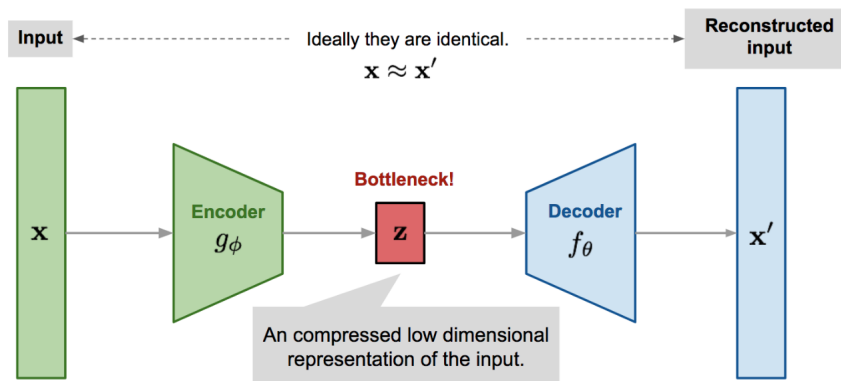 Input
Ideally they are identical.
x ≈ x′
Reconstructed
input
Bottleneck!
Encoder
gϕ
Decoder
fθ
x
z
x′
An compressed low dimensional
representation of the input.